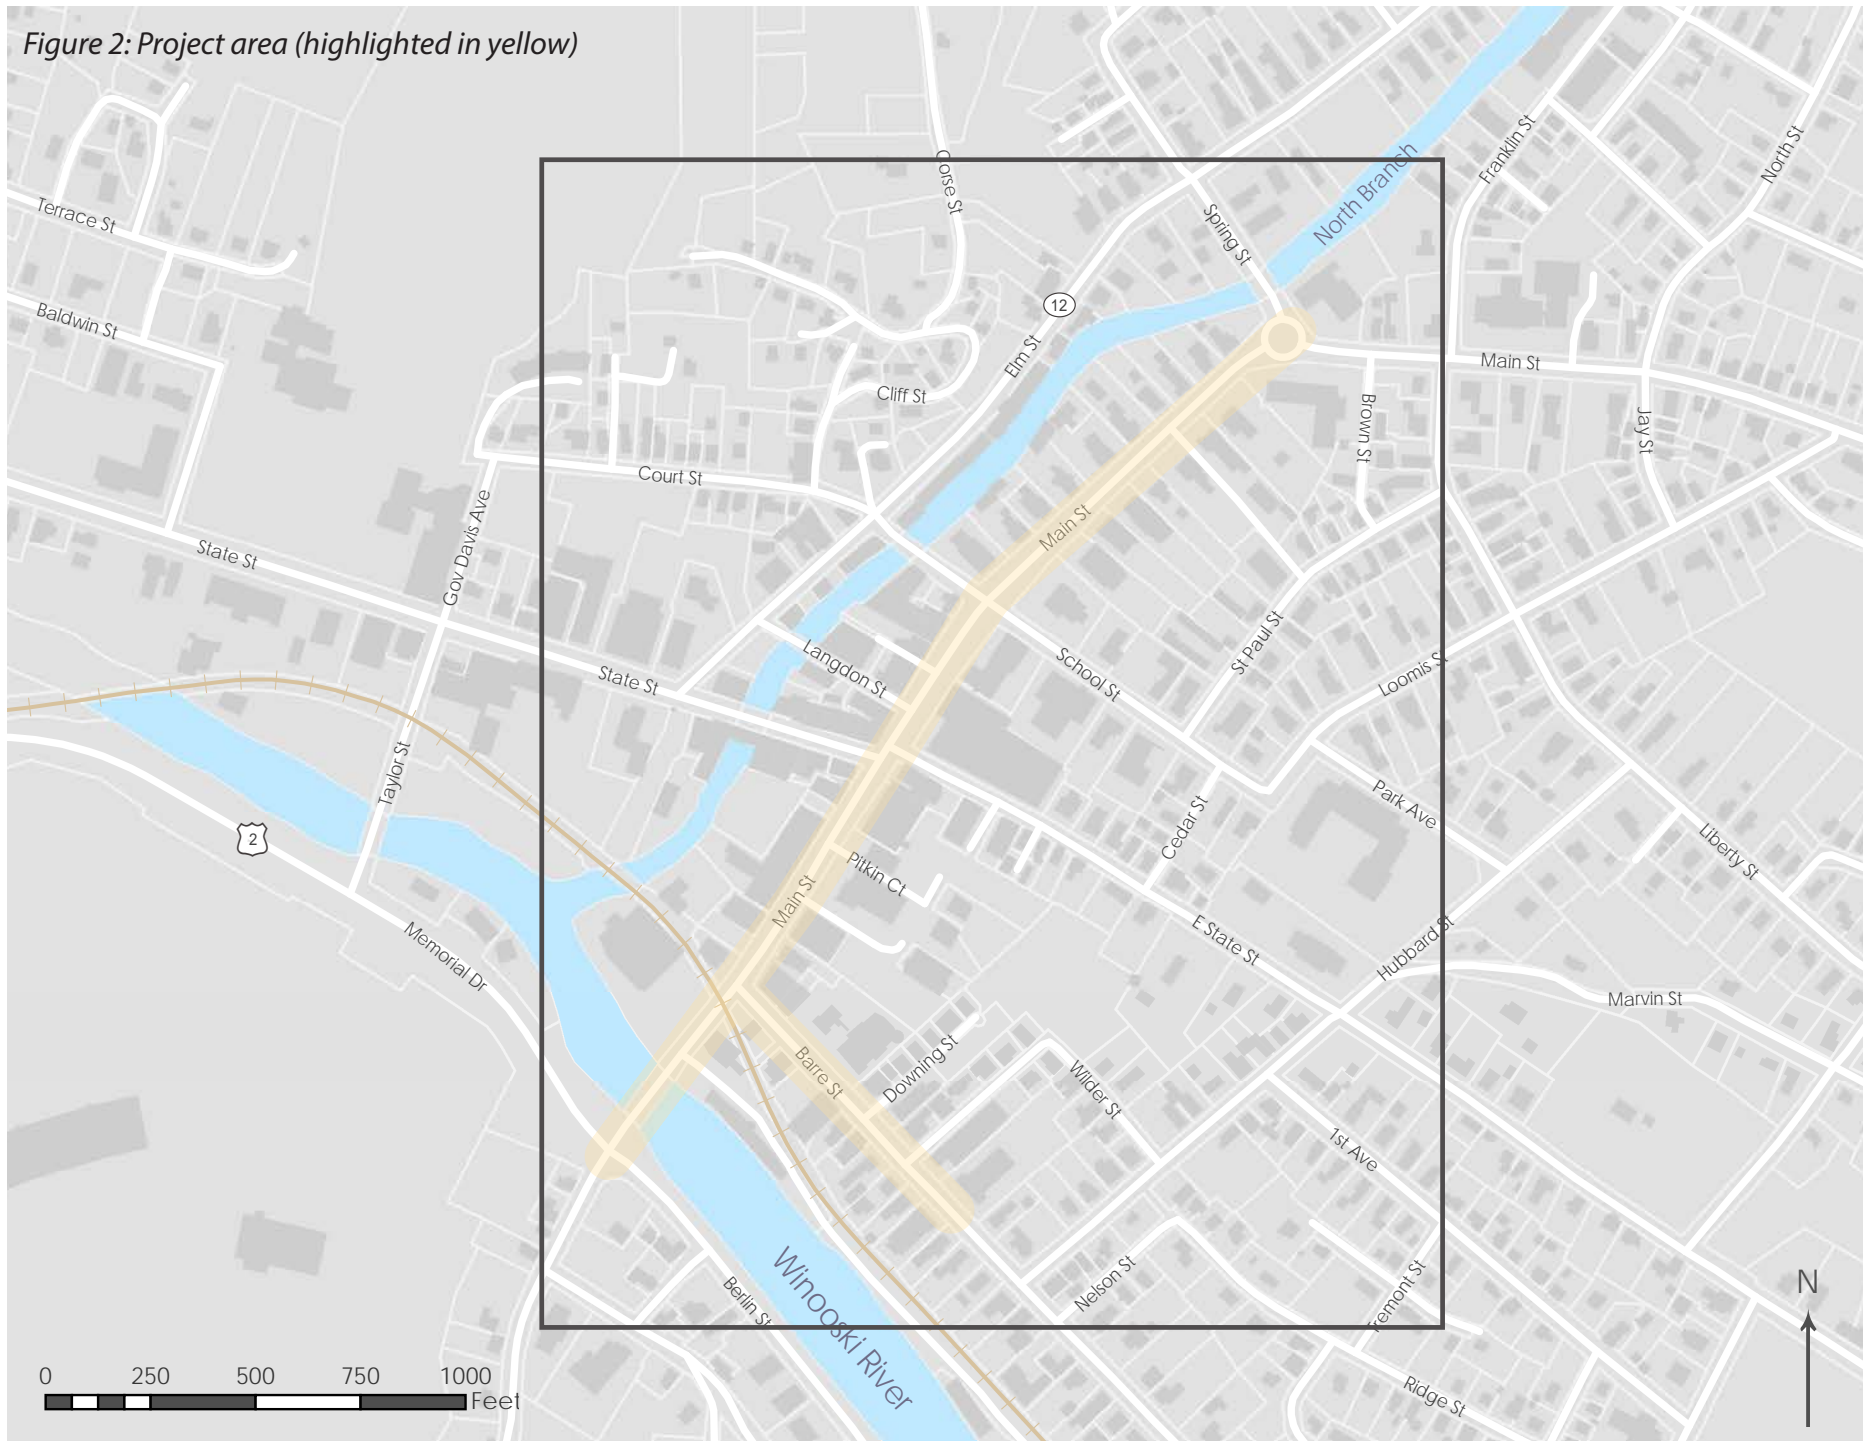 Figure 2: Project area (highlighted in yellow)
Terrace St
Baldwin St
State St
Gov Davis Ave
Taylor St
2
Memorial Dr
Corse St
Cliff St
Court St
Elm St
12
Spring St
North Branch
Franklin St
North St
Main St
Brown St
Jay St
Main St
Langdon St
State St
School St
St Paul St
Loomis S
Park Ave
Cedar St
Pitkin Ct
Main St
E State St
Hubbard St
Liberty St
Marvin St
Barre St
Downing St
Wilder St
1st Ave
Nelson St
Tremont St
Berlin St
Winooski River
Ridge St
N
0 250 500 750 1000
Feet